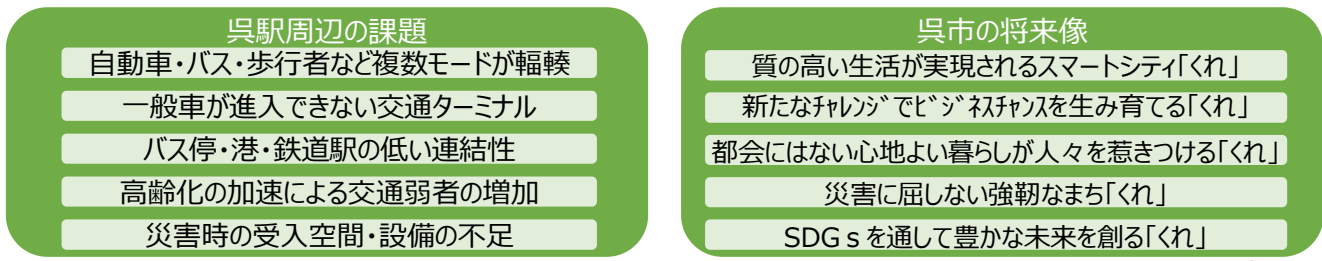 呉駅周辺の課題
自動車・バス・歩行者など複数モードが輻輳
一般車が進入できない交通ターミナル
バス停・港・鉄道駅の低い連結性
高齢化の加速による交通弱者の増加
災害時の受入空間・設備の不足
呉市の将来像
質の高い生活が実現されるスマートシティ「くれ」
新たなﾁｬﾚﾝｼﾞでﾋﾞｼﾞﾈｽﾁｬﾝｽを生み育てる「くれ」
都会にはない心地よい暮らしが人々を惹きつける「くれ」
災害に屈しない強靭なまち「くれ」
SDGｓを通して豊かな未来を創る「くれ」